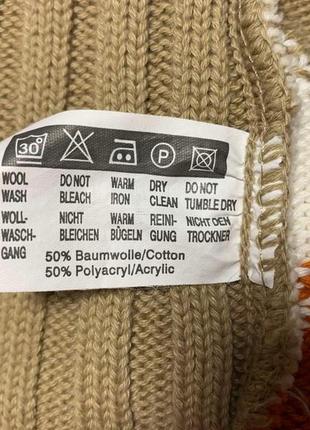 30° P
WOOL DO NOT WARM DRY DO NOT
WASH BLEACH IRON CLEAN TUMBLE DRY
WOLL- NICHT WARM REINI- NICHT DEN
WASCH- BLEICHEN BÜGELN GUNG TROCKNER
GANG
50% Baumwolle/Cotton
50% Polyacryl/Acrylic